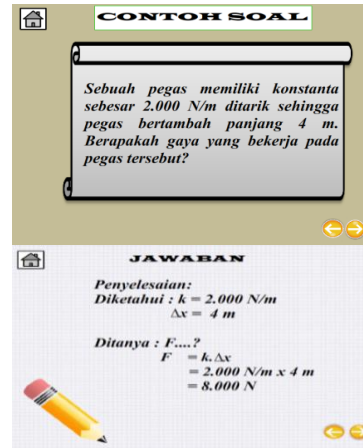 CONTOH SOAL
Sebuah pegas memiliki konstanta
sebesar 2.000 N/m ditarik sehingga
pegas bertambah panjang 4 m.
Berapakah gaya yang bekerja pada
pegas tersebut?
JAWABAN
Penyelesaian:
Diketahui : k = 2.000 N/m
Δx = 4 m
Ditanya : F....?
F = k.Δx
= 2.000 N/m x 4 m
= 8.000 N